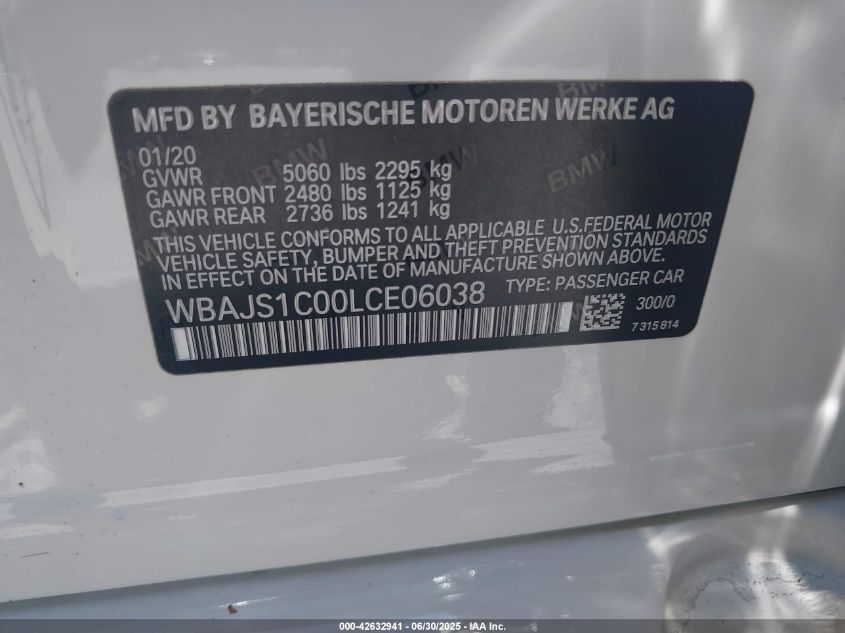 MFD BY BAYERISCHE MOTOREN WERKE AG
01/20
GVWR 5060 lbs 2295 kg
GAWR FRONT 2480 lbs 1125 kg
GAWR REAR 2736 lbs 1241 kg
THIS VEHICLE CONFORMS TO ALL APPLICABLE U.S.FEDERAL MOTOR
VEHICLE SAFETY, BUMPER AND THEFT PREVENTION STANDARDS
IN EFFECT ON THE DATE OF MANUFACTURE SHOWN ABOVE.
WBAJS1C00LCE06038 TYPE: PASSENGER CAR
300/0
7 315 814
000-42632941 - 06/30/2025 - IAA Inc.